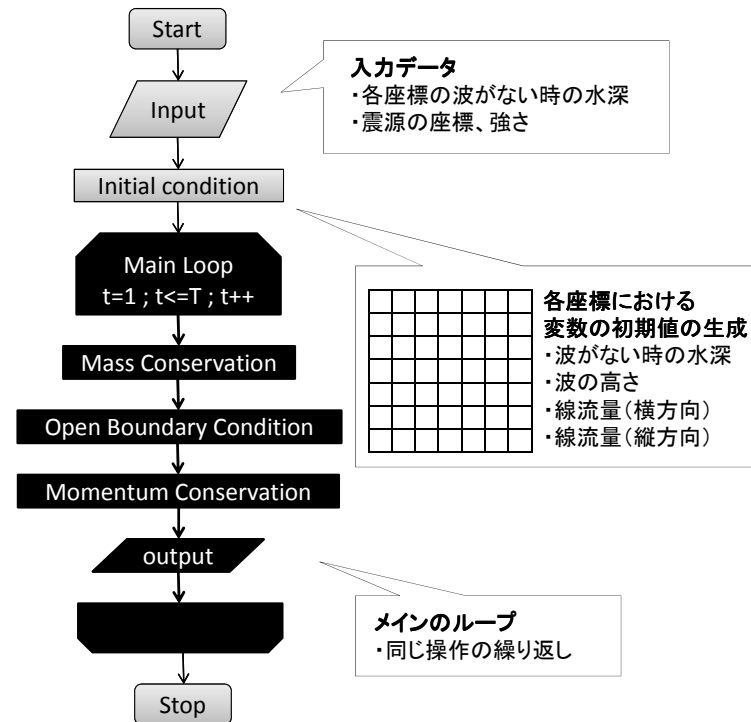 Start
Input
Initial condition
Main Loop
t=1 ; t<=T ; t++
Mass Conservation
Open Boundary Condition
Momentum Conservation
output
Stop
入力データ
・各座標の波がない時の水深
・震源の座標、強さ
各座標における
変数の初期値の生成
・波がない時の水深
・波の高さ
・線流量(横方向)
・線流量(縦方向)
メインのループ
・同じ操作の繰り返し